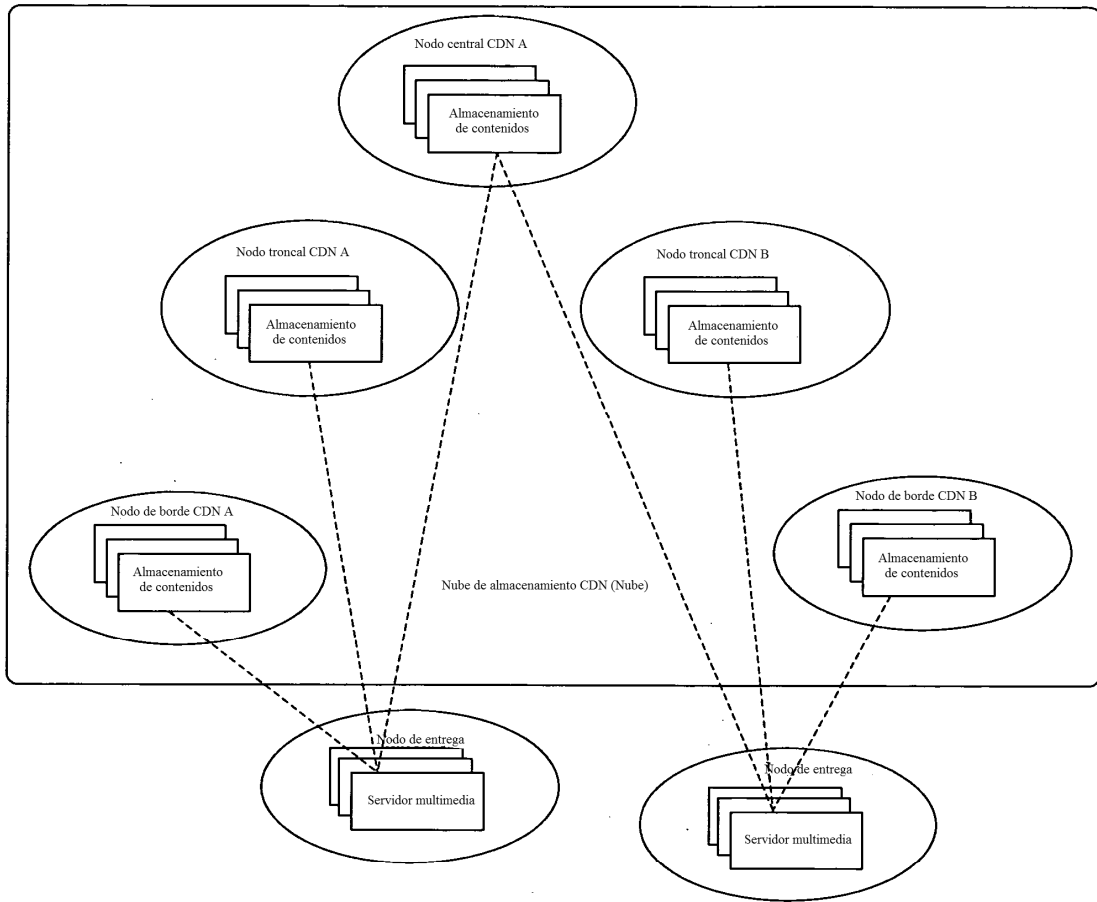 Nodo central CDN A
Almacenamiento
de contenidos
Nodo troncal CDN A
Almacenamiento
de contenidos
Nodo troncal CDN B
Almacenamiento
de contenidos
Nodo de borde CDN A
Almacenamiento
de contenidos
Nodo de borde CDN B
Almacenamiento
de contenidos
Nube de almacenamiento CDN (Nube)
Nodo de entrega
Servidor multimedia
Nodo de entrega
Servidor multimedia